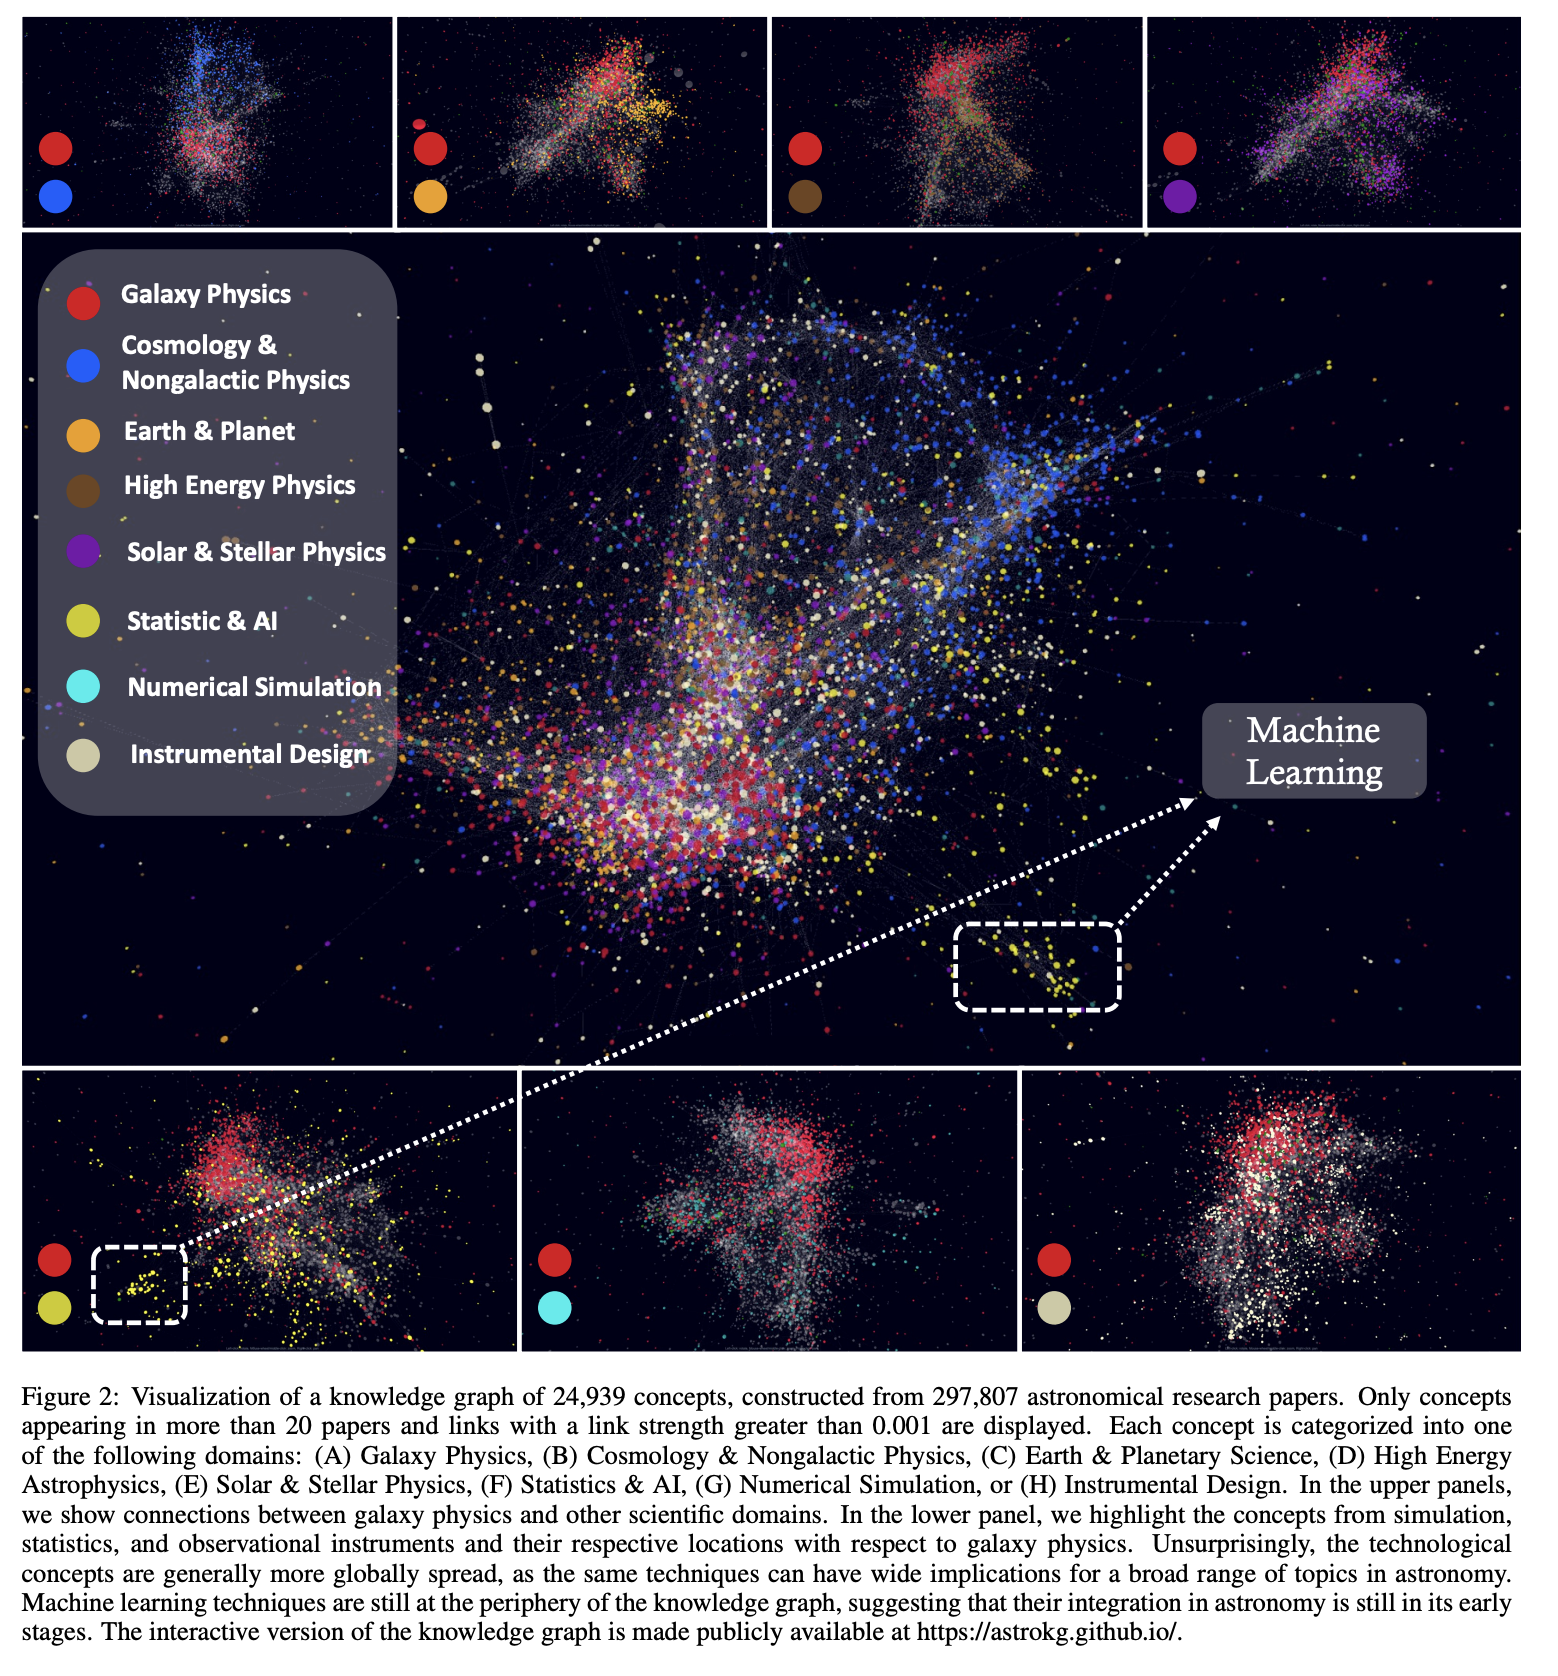 Galaxy Physics
Cosmology &
Nongalactic Physics
Earth & Planet
High Energy Physics
Solar & Stellar Physics
Statistic & AI
Numerical Simulation
Instrumental Design
Machine
Learning
Figure 2: Visualization of a knowledge graph of 24,939 concepts, constructed from 297,807 astronomical research papers. Only concepts
appearing in more than 20 papers and links with a link strength greater than 0.001 are displayed. Each concept is categorized into one
of the following domains: (A) Galaxy Physics, (B) Cosmology & Nongalactic Physics, (C) Earth & Planetary Science, (D) High Energy
Astrophysics, (E) Solar & Stellar Physics, (F) Statistics & AI, (G) Numerical Simulation, or (H) Instrumental Design. In the upper panels,
we show connections between galaxy physics and other scientific domains. In the lower panel, we highlight the concepts from simulation,
statistics, and observational instruments and their respective locations with respect to galaxy physics. Unsurprisingly, the technological
concepts are generally more globally spread, as the same techniques can have wide implications for a broad range of topics in astronomy.
Machine learning techniques are still at the periphery of the knowledge graph, suggesting that their integration in astronomy is still in its early
stages. The interactive version of the knowledge graph is made publicly available at https://astrokg.github.io/.